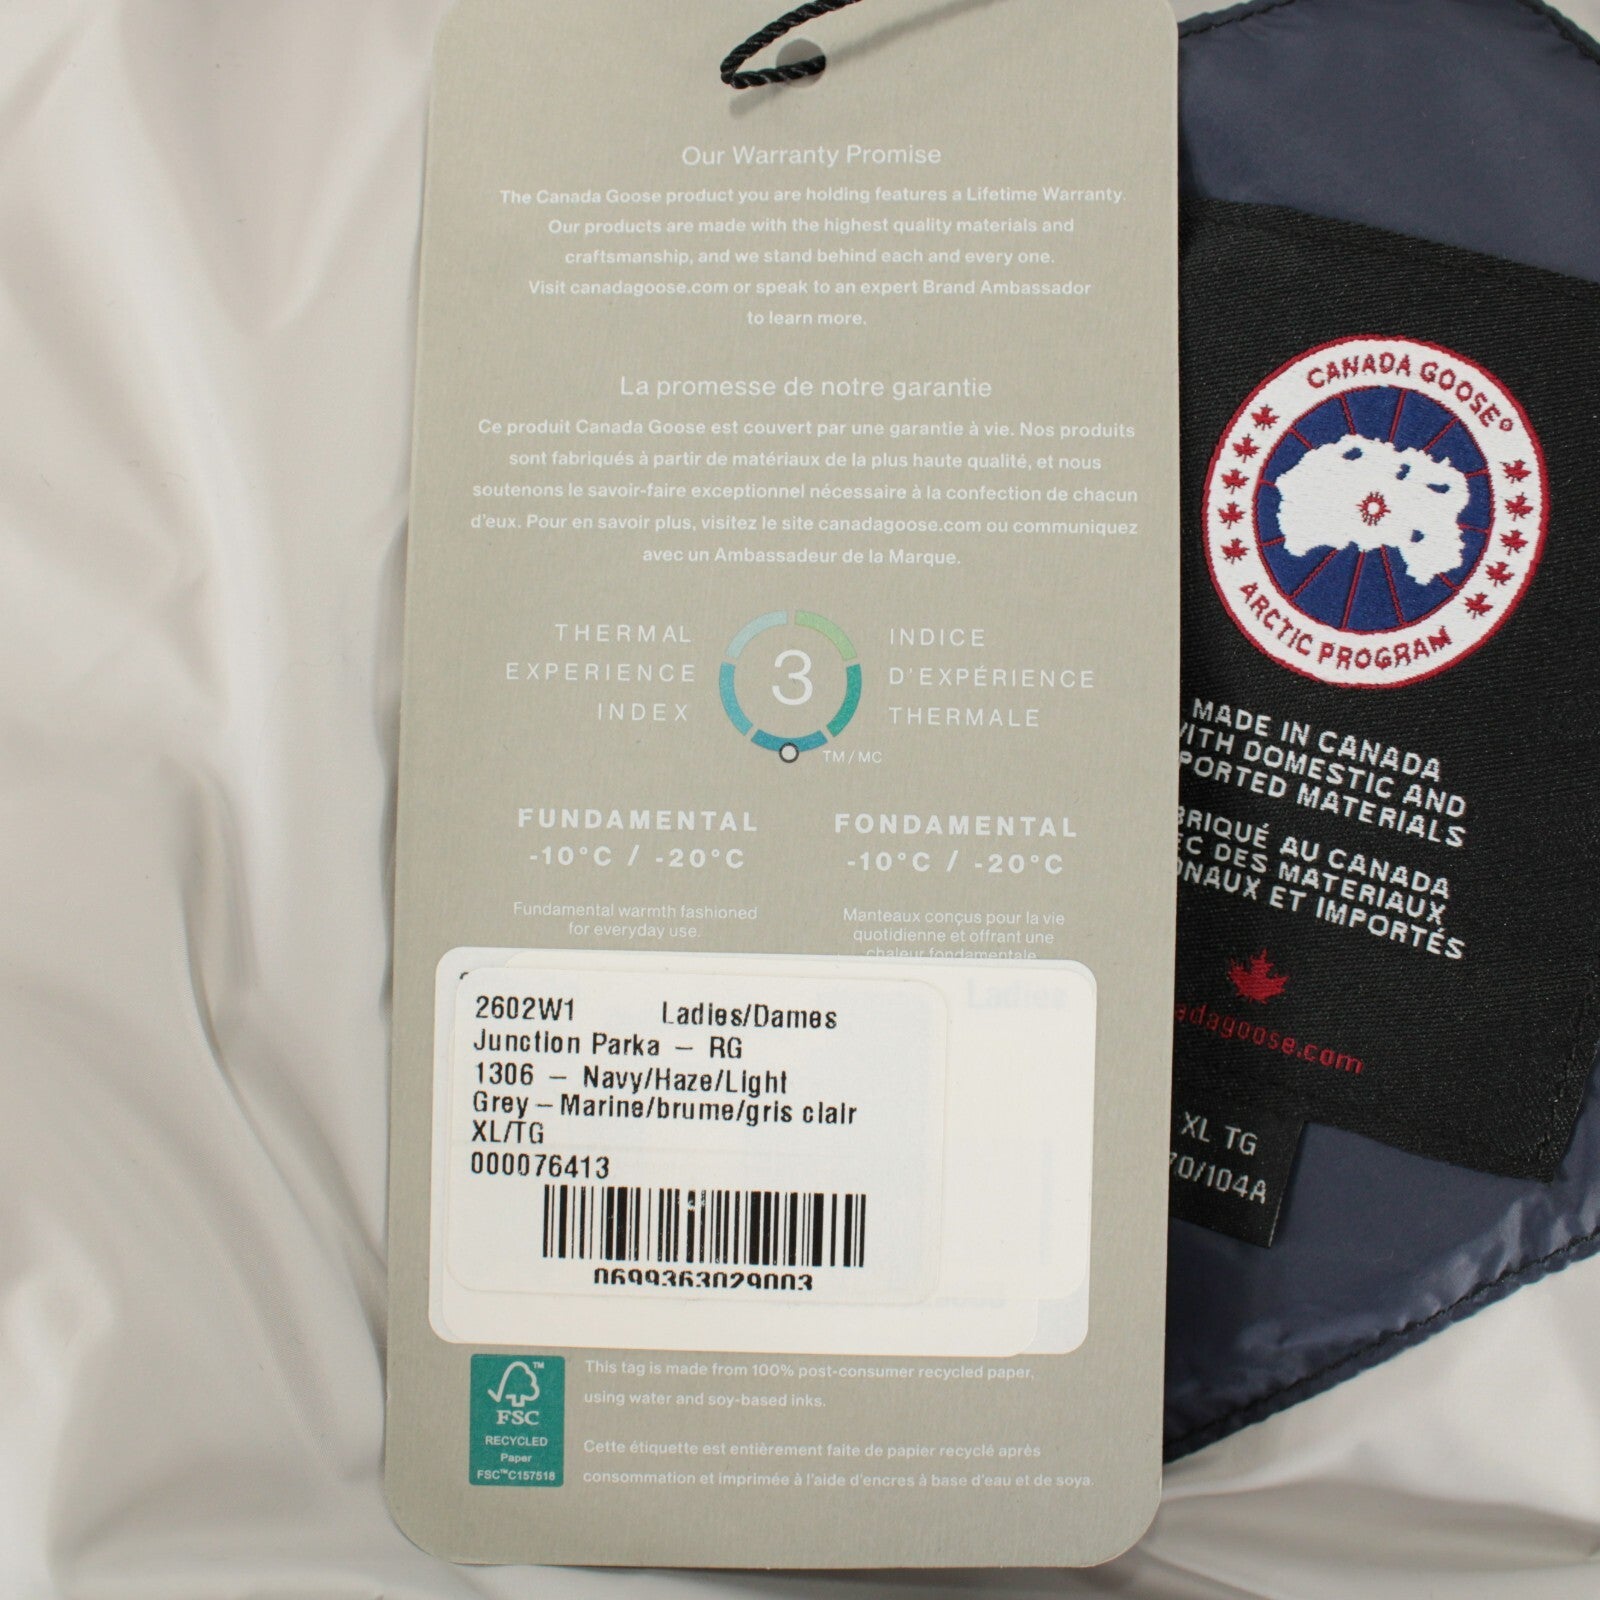 Our Warranty Promise
The Canada Goose product you are holding features a Lifetime Warranty.
Our products are made with the highest quality materials and
craftsmanship, and we stand behind each and every one.
Visit canadagoose.com or speak to an expert Brand Ambassador
to learn more.
La promesse de notre garantie
Ce produit Canada Goose est couvert par une garantie à vie. Nos produits
sont fabriqués à partir de matériaux de la plus haute qualité, et nous
soutenons le savoir-faire exceptionnel nécessaire à la confection de chacun
d'eux. Pour en savoir plus, visitez le site canadagoose.com ou communiquez
avec un Ambassadeur de la Marque.
THERMAL
EXPERIENCE
INDEX
3
TM/MC
INDICE
D'EXPÉRIENCE
THERMALE
FUNDAMENTAL
-10°C / -20°C
Fundamental warmth fashioned
for everyday use.
FONDAMENTAL
-10°C / -20°C
Manteaux conçus pour la vie
quotidienne et offrant une
chaleur fondamentale
Ladies
2602W1 Ladies/Dames
Junction Parka – RG
1306 – Navy/Haze/Light
Grey – Marine/brume/gris clair
XL/TG
000076413
0699363029003
FSC™
RECYCLED
Paper
FSC™C157518
This tag is made from 100% post-consumer recycled paper,
using water and soy-based inks.
Cette étiquette est entièrement faite de papier recyclé après
consommation et imprimée à l'aide d'encres à base d'eau et de soya.
CANADA GOOSE®
ARCTIC PROGRAM
MADE IN CANADA
ITH DOMESTIC AND
PORTED MATERIALS
BRIQUÉ AU CANADA
EC DES MATERIAUX
ONAUX ET IMPORTÉS
adagoose.com
XL TG
70/104A